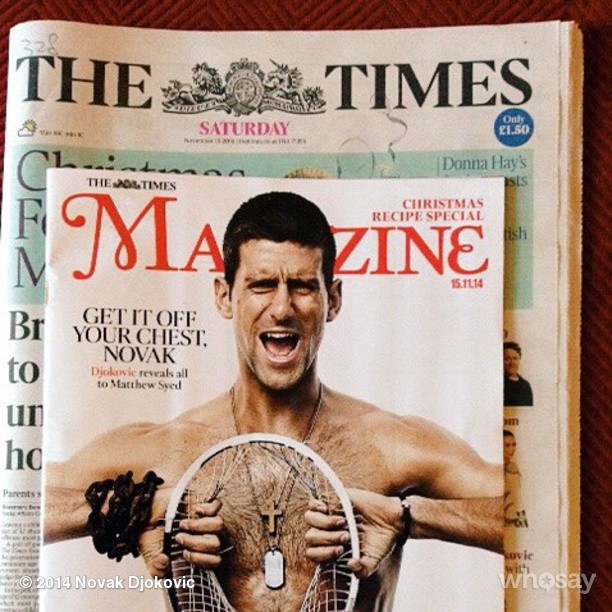 328
THE TIMES
SATURDAY
Only
£1.50
Christmas
Donna Hay's
THE TIMES
MAGAZINE
CHRISTMAS
RECIPE SPECIAL
15.11.14
GET IT OFF
YOUR CHEST,
NOVAK
Djokovic reveals all
to Matthew Syed
Br
to
un
ho
Parents
© 2014 Novak Djokovic
whosay